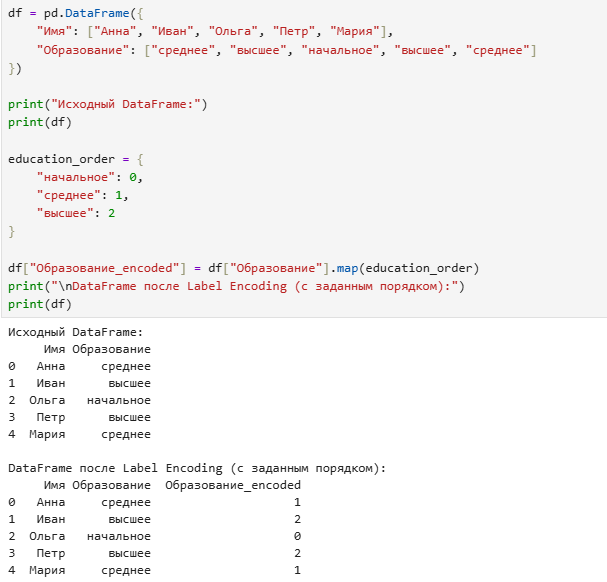 df = pd.DataFrame({
    "Имя": ["Анна", "Иван", "Ольга", "Петр", "Мария"],
    "Образование": ["среднее", "высшее", "начальное", "высшее", "среднее"]
})

print("Исходный DataFrame:")
print(df)

education_order = {
    "начальное": 0,
    "среднее": 1,
    "высшее": 2
}

df["Образование_encoded"] = df["Образование"].map(education_order)
print("\nDataFrame после Label Encoding (с заданным порядком):")
print(df)

Исходный DataFrame:
     Имя Образование
0   Анна     среднее
1   Иван      высшее
2  Ольга   начальное
3   Петр      высшее
4  Мария     среднее

DataFrame после Label Encoding (с заданным порядком):
     Имя Образование  Образование_encoded
0   Анна     среднее                    1
1   Иван      высшее                    2
2  Ольга   начальное                    0
3   Петр      высшее                    2
4  Мария     среднее                    1